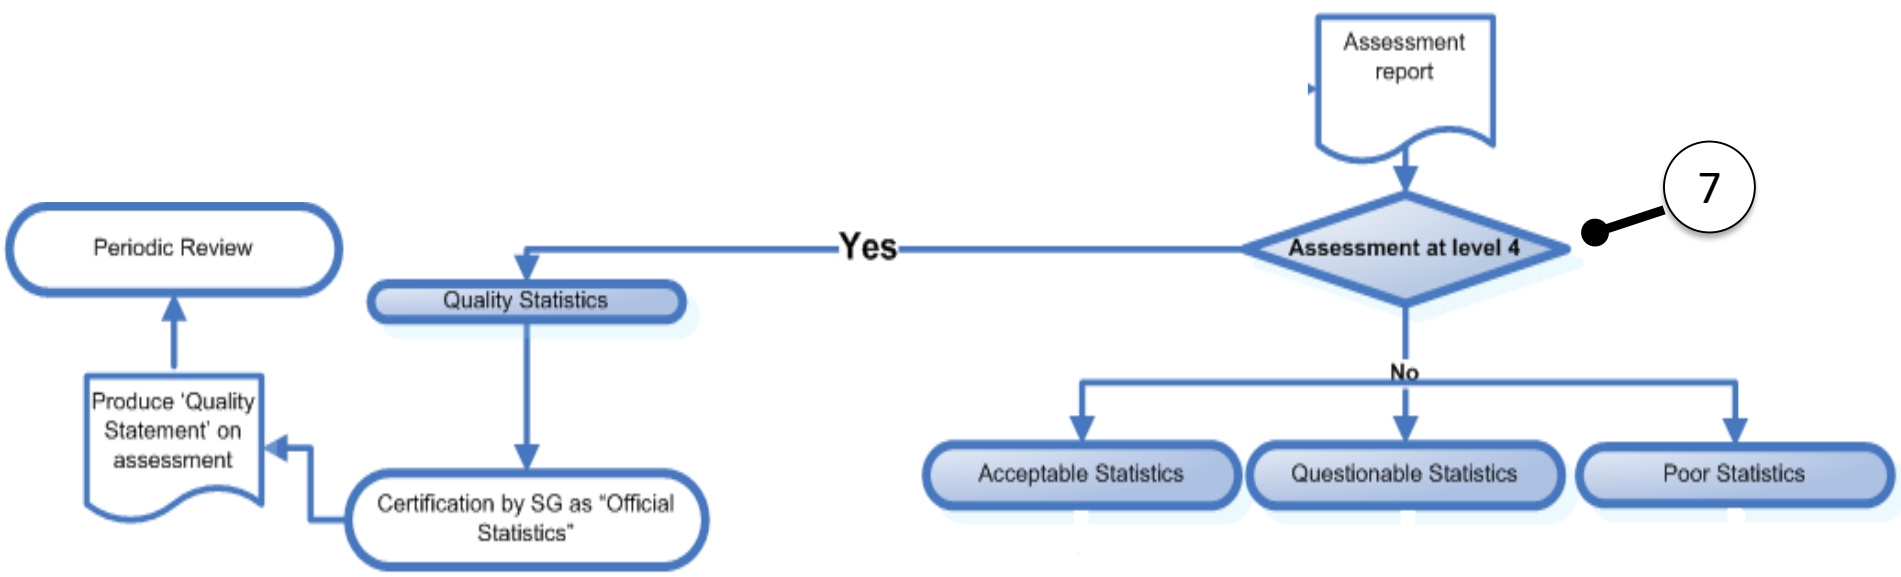 Assessment
report
7
Assessment at level 4
Yes
Periodic Review
Quality Statistics
No
Produce 'Quality
Statement' on
assessment
Certification by SG as “Official
Statistics”
Acceptable Statistics
Questionable Statistics
Poor Statistics